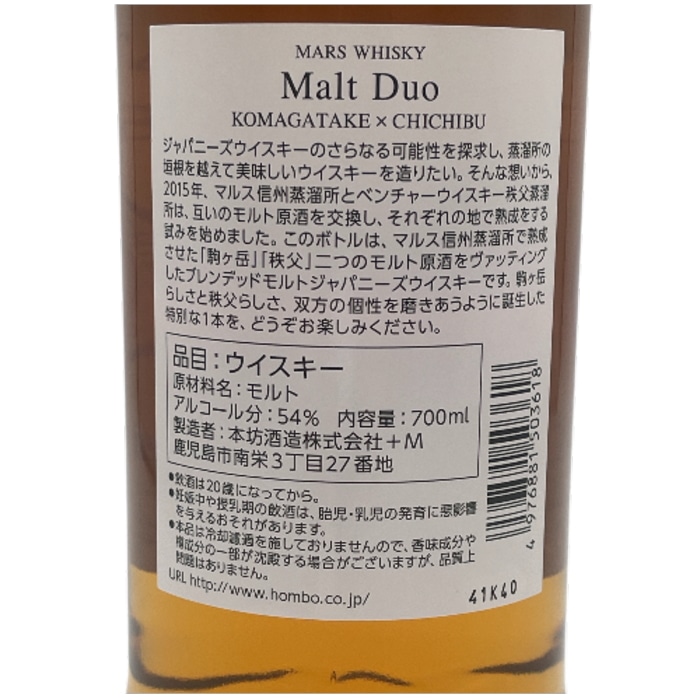 MARS WHISKY
Malt Duo
KOMAGATAKE × CHICHIBU
ジャパニーズウイスキーのさらなる可能性を探求し、蒸溜所の
垣根を越えて美味しいウイスキーを造りたい。そんな想いから、
2015年、マルス信州蒸溜所とベンチャーウイスキー秩父蒸溜
所は、互いのモルト原酒を交換し、それぞれの地で熟成をする
試みを始めました。このボトルは、マルス信州蒸溜所で熟成
させた「駒ヶ岳」「秩父」二つのモルト原酒をヴァッティング
したブレンデッドモルトジャパニーズウイスキーです。駒ヶ岳
らしさと秩父らしさ、双方の個性を磨きあうように誕生した
特別な1本を、どうぞお楽しみください。
品目：ウイスキー
原材料名：モルト
アルコール分：54% 内容量：700ml
製造者：本坊酒造株式会社+M
鹿児島市南栄3丁目27番地
●飲酒は20歳になってから。
●妊娠中や授乳期の飲酒は、胎児・乳児の発育に悪影響
を与えるおそれがあります。
●本品は冷却濾過を施しておりませんので、香味成分や
樽成分の一部が沈殿する場合がございますが、品質上
問題はありません。
URL http://www.hombo.co.jp/
41K40
4 976881 503618